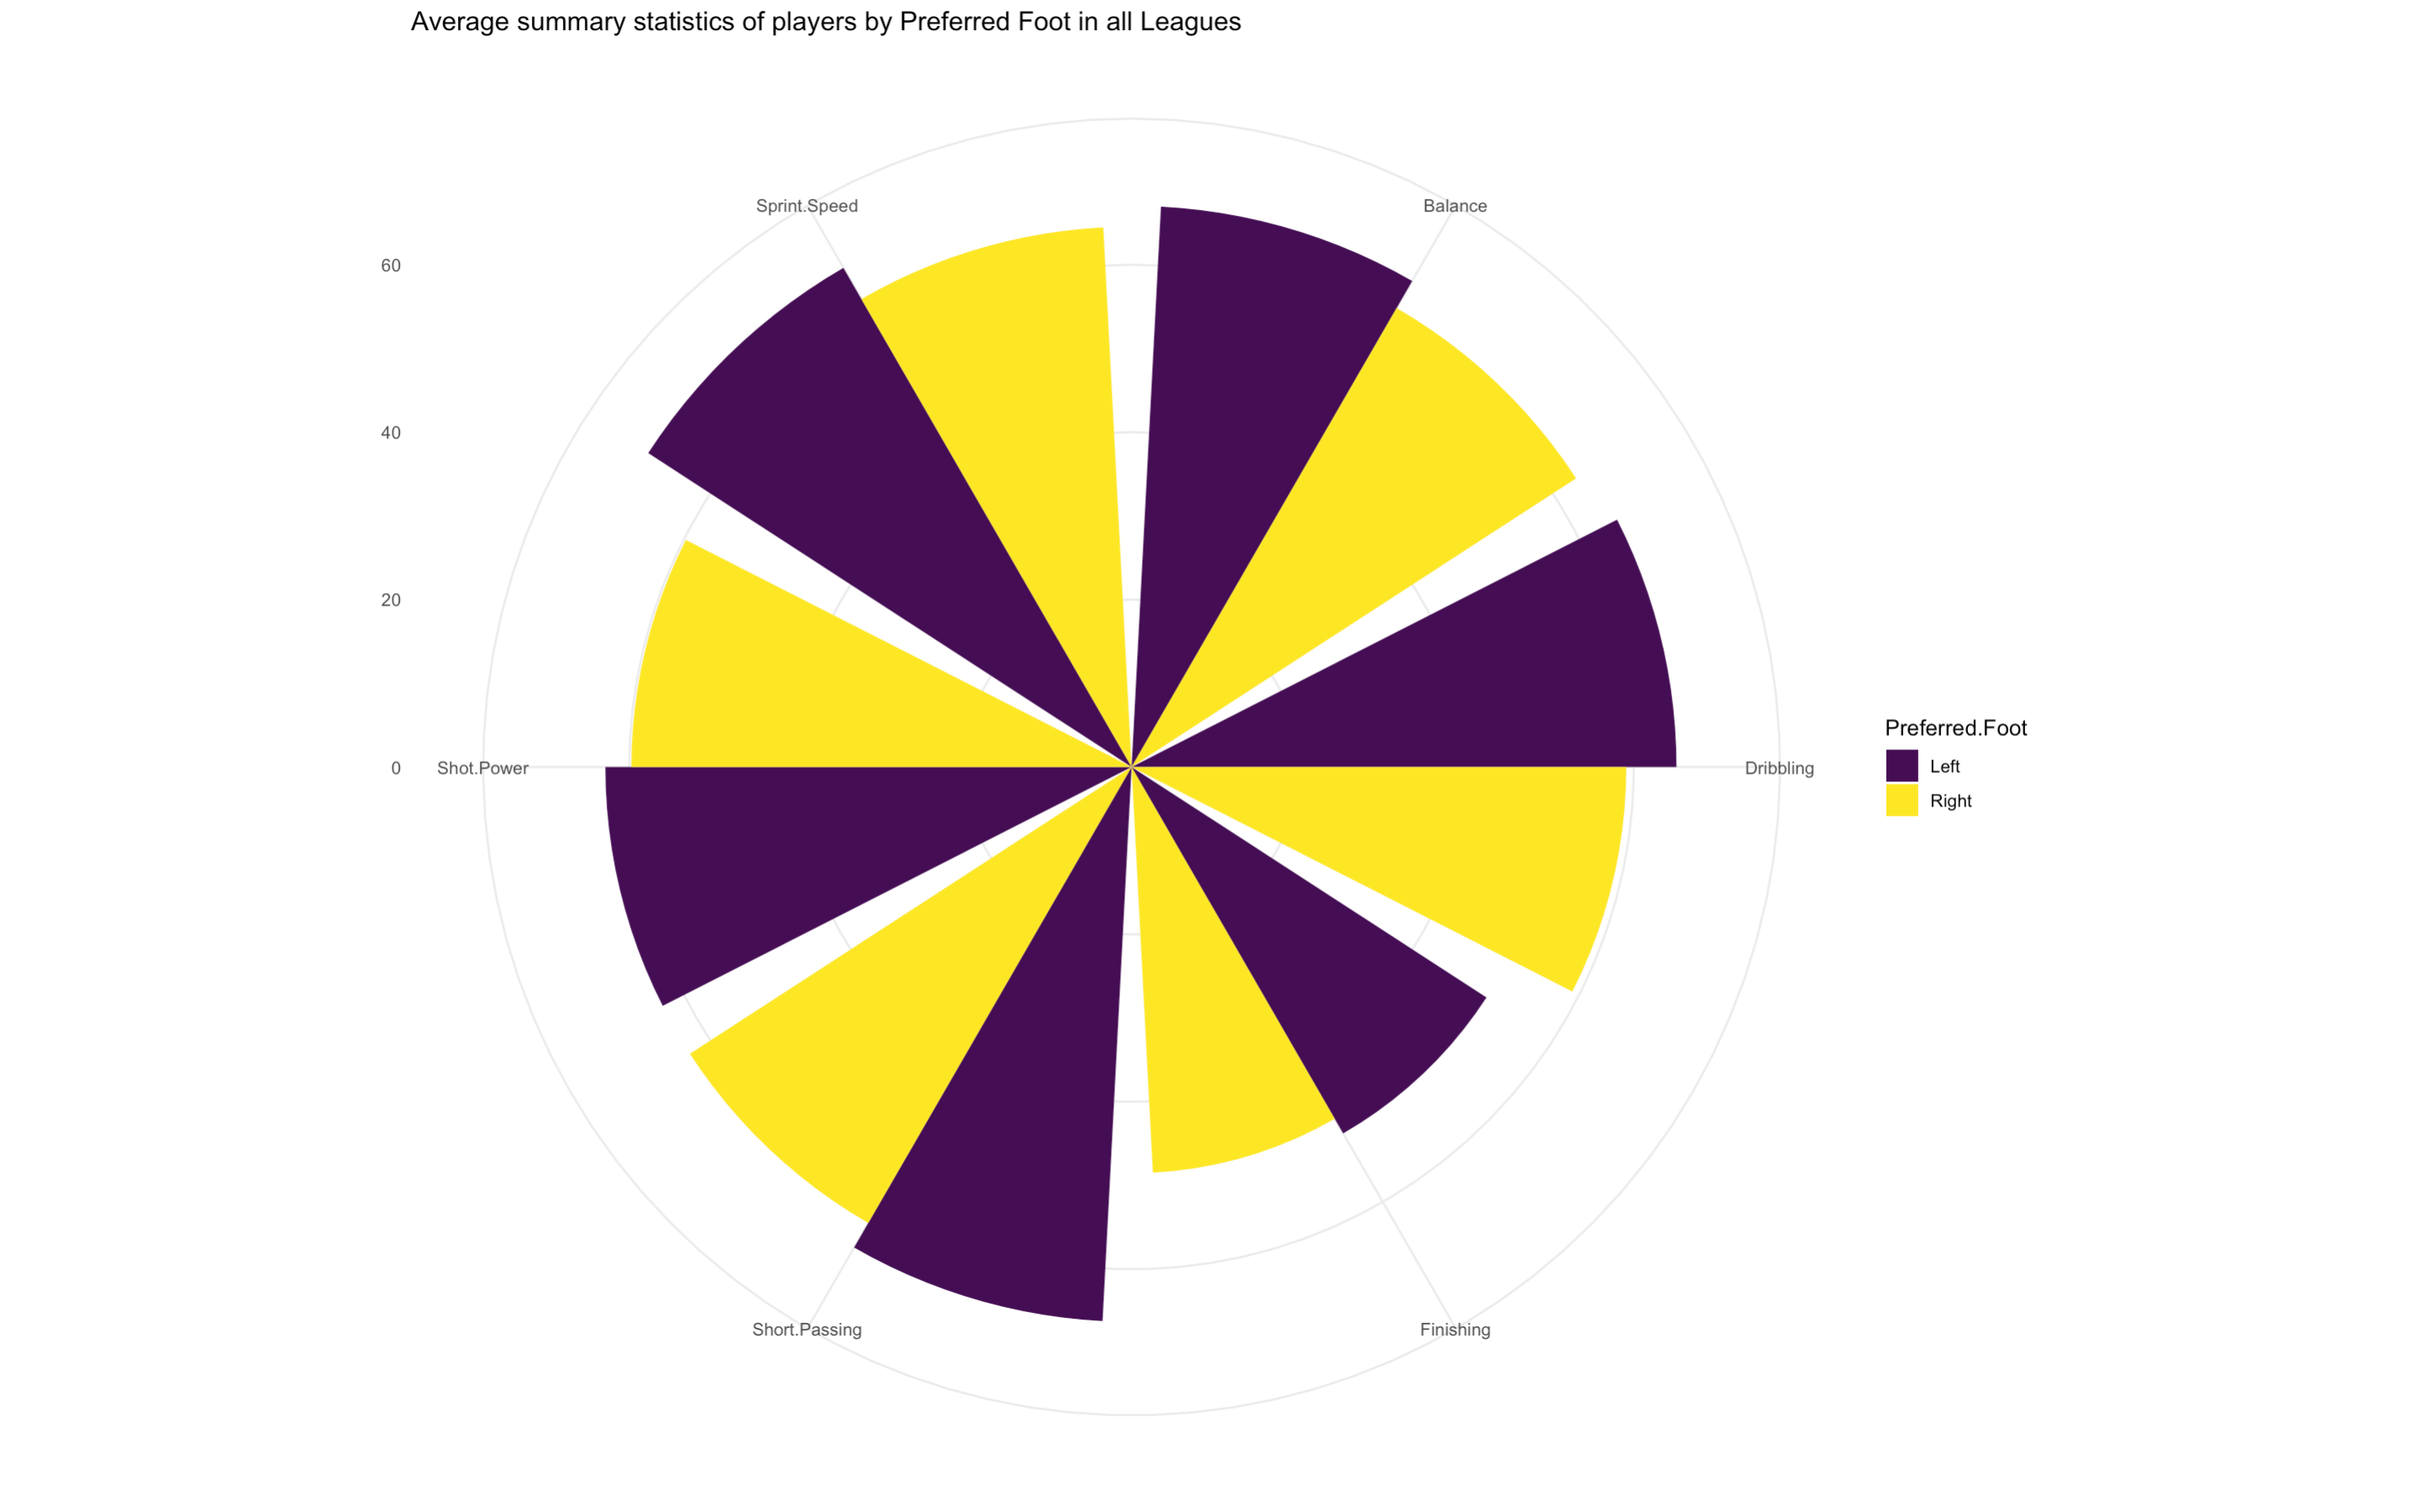 Average summary statistics of players by Preferred Foot in all Leagues
Sprint.Speed
Balance
60
40
20
0
Shot.Power
Dribbling
Short.Passing
Finishing
Preferred.Foot
Left
Right